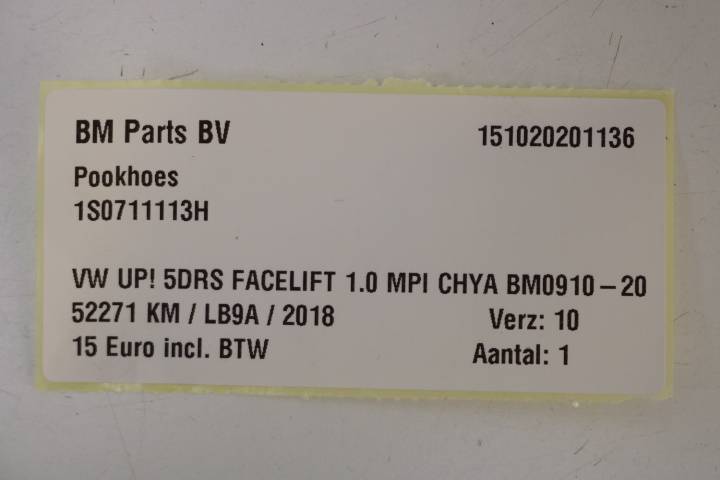 BM Parts BV 151020201136
Pookhoes
1S0711113H
VW UP! 5DRS FACELIFT 1.0 MPI CHYA BM0910-20
52271 KM / LB9A / 2018 Verz: 10
15 Euro incl. BTW Aantal: 1